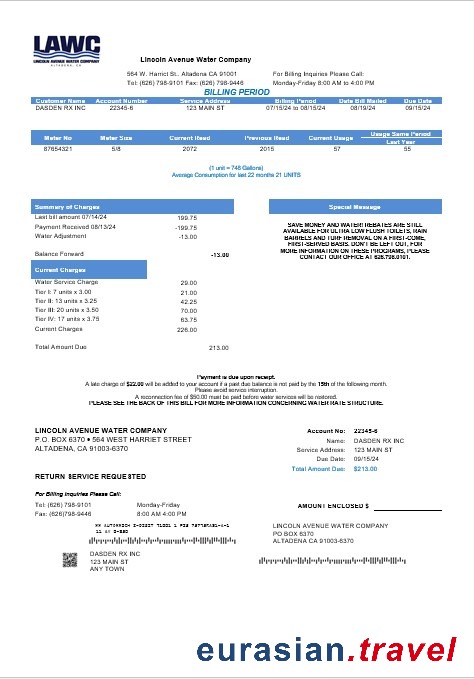 LAWC
LINCOLN AVENUE WATER COMPANY
ALTADENA, CA
Lincoln Avenue Water Company
564 W. Harriet St.. Altadona CA 91001
Tol: (626) 798-9101 Fax: (626) 798-9446
For Billing Inquiries Please Call:
Monday-Friday 8:00 AM to 4:00 PM
BILLING PERIOD
Customer Name Account Number Service Address Billing Period Date Bill Mailed Due Date
DASDEN RX INC 22345-6 123 MAIN ST 07/15/24 to 08/15/24 08/19/24 09/15/24
Meter No Meter Size Current Read Previous Read Current Usage Usage Same Period Last Year
87654321 5/8 2072 2015 57 55
(1 unit = 748 Gallons)
Average Consumption for last 22 months 21 UNITS
Summary of Charges
Last bill amount 07/14/24 199.75
Payment Received 08/13/24 -199.75
Water Adjustment -13.00
Balance Forward -13.00
Current Charges
Water Service Charge 29.00
Tier I: 7 units x 3.00 21.00
Tier II: 13 units x 3.25 42.25
Tier III: 20 units x 3.50 70.00
Tier IV: 17 units x 3.75 63.75
Current Charges 226.00
Total Amount Due 213.00
Special Message
SAVE MONEY AND WATER! REBATES ARE STILL
AVAILABLE FOR ULTRA LOW FLUSH TOILETS, RAIN
BARRELS AND TURF REMOVAL ON A FIRST-COME,
FIRST-SERVED BASIS. DON'T BE LEFT OUT, FOR
MORE INFORMATION ON THESE PROGRAMS, PLEASE
CONTACT OUR OFFICE AT 626.798.9101.
Payment is due upon receipt.
A late charge of $22.00 will be added to your account if a past due balance is not paid by the 15th of the following month.
Please avoid service interruption.
A reconnection fee of $50.00 must be paid before water services will be restored.
PLEASE SEE THE BACK OF THIS BILL FOR MORE INFORMATION CONCERNING WATER RATE STRUCTURE.
LINCOLN AVENUE WATER COMPANY
P.O. BOX 6370 • 564 WEST HARRIET STREET
ALTADENA, CA 91003-6370
Account No: 22345-6
Name: DASDEN RX INC
Service Address: 123 MAIN ST
Due Date: 09/15/24
Total Amount Due: $213.00
RETURN SERVICE REQUESTED
For Billing Inquiries Please Call:
Tel: (626) 798-9101 Monday-Friday
Fax: (626)798-9446 8:00 AM 4:00 PM
AMOUNT ENCLOSED $
DASDEN RX INC
123 MAIN ST
ANY TOWN
LINCOLN AVENUE WATER COMPANY
PO BOX 6370
ALTADENA CA 91003-6370
eurasian.travel